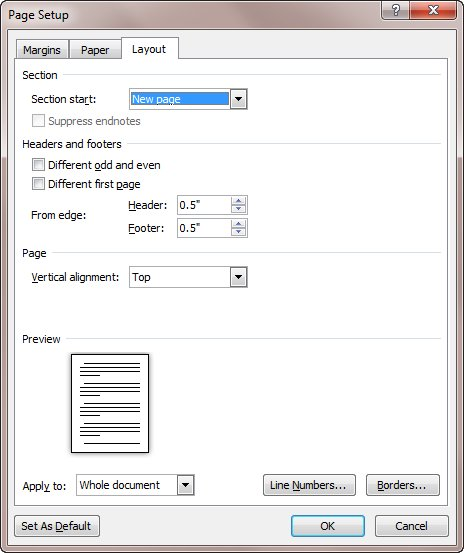 Page Setup
Margins Paper Layout
Section
Section start: New page
Suppress endnotes
Headers and footers
Different odd and even
Different first page
From edge: Header: 0.5"
Footer: 0.5"
Page
Vertical alignment: Top
Preview
Apply to: Whole document Line Numbers... Borders...
Set As Default OK Cancel